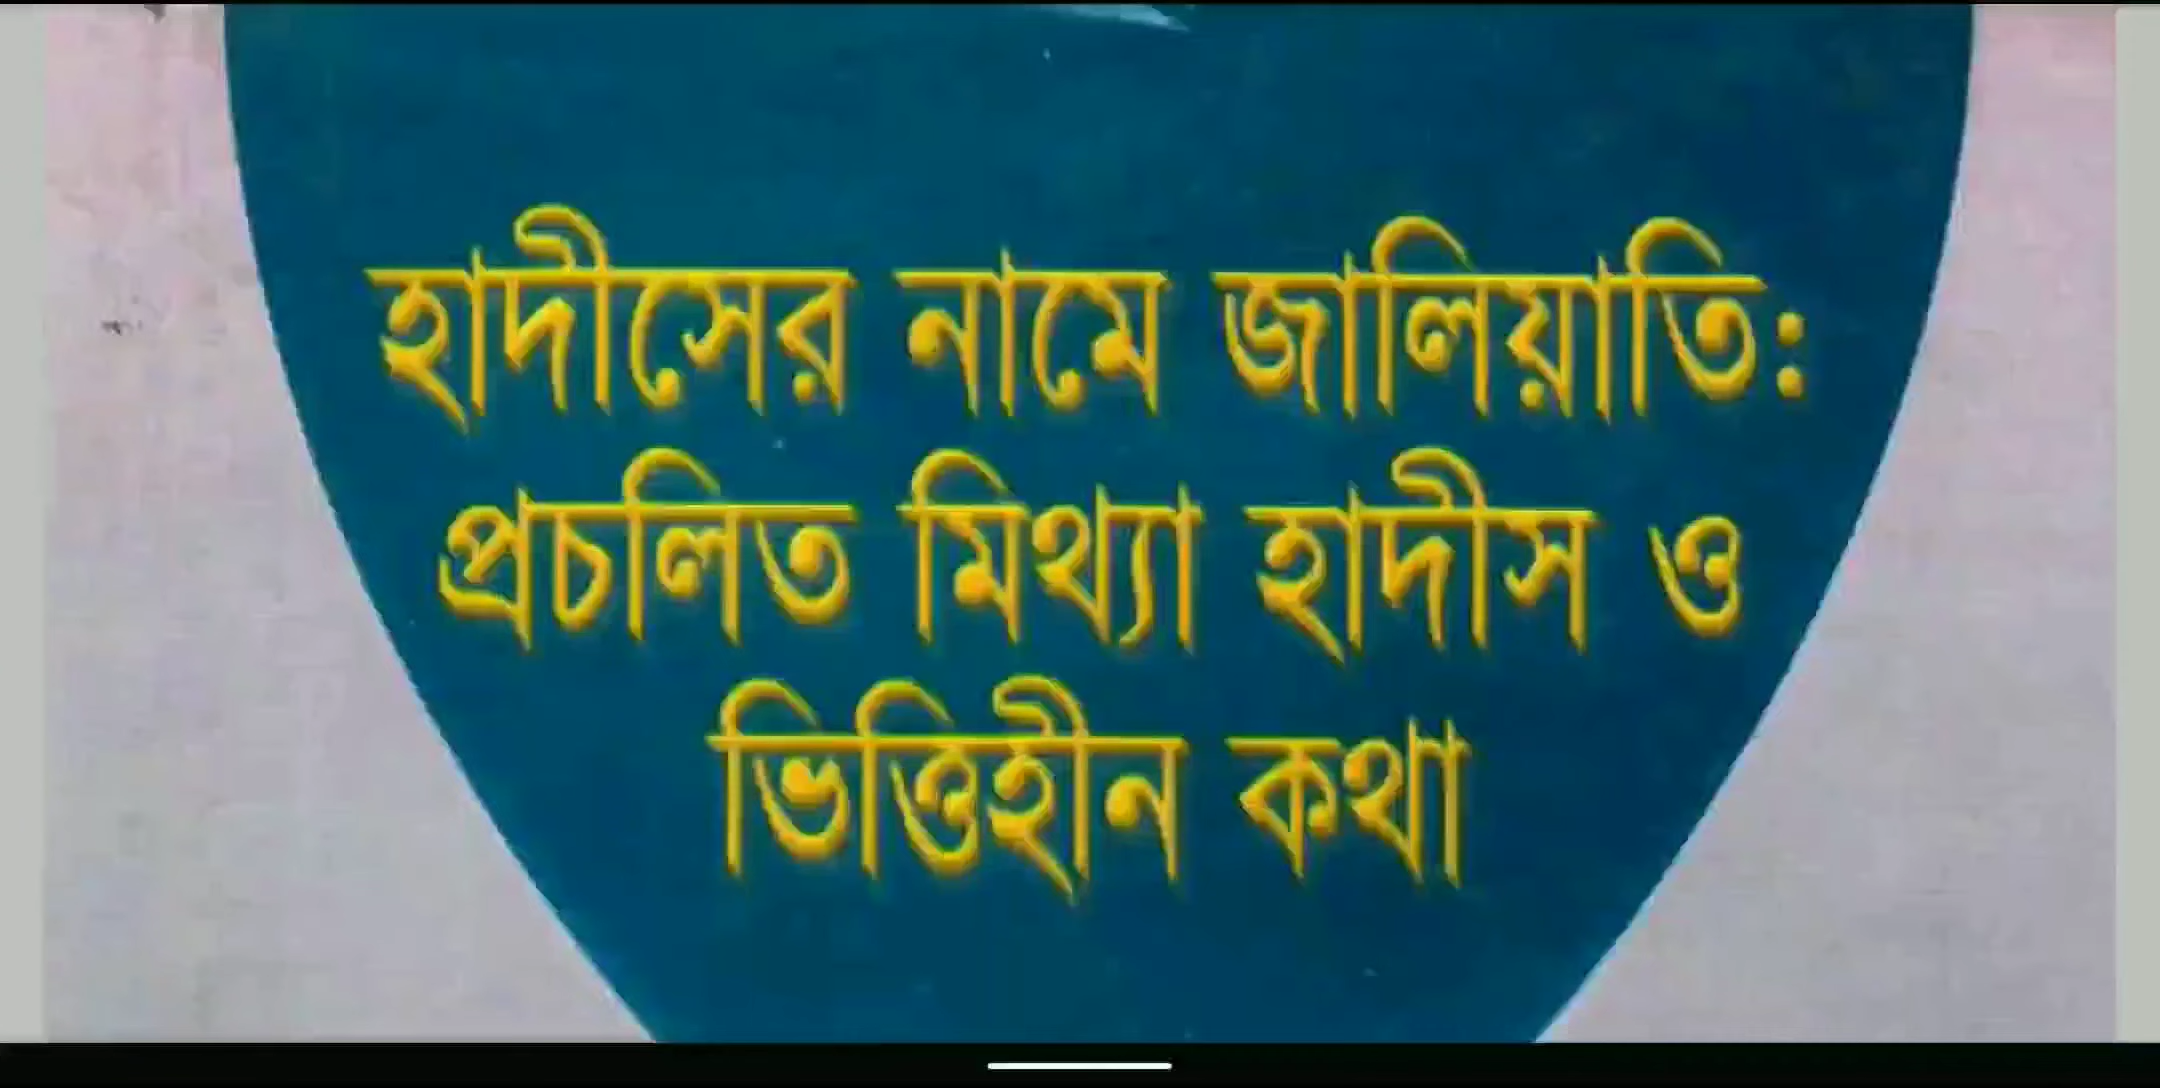 হাদীসের নামে জালিয়াতি:
প্রচলিত মিথ্যা হাদীস ও
ভিত্তিহীন কথা